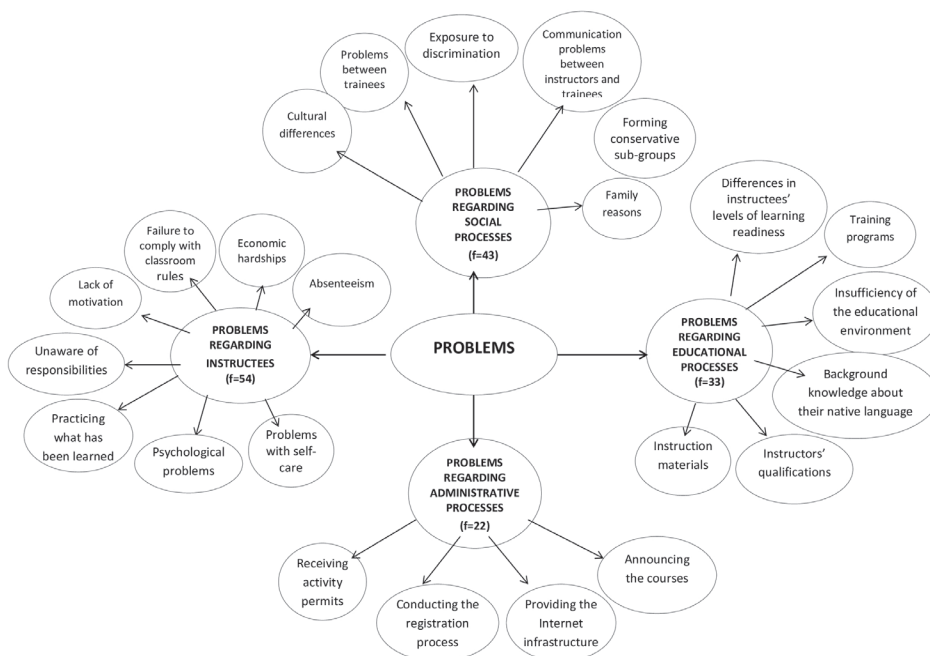 Exposure to
discrimination
Communication
problems
between
instructors and
trainees
Problems
between
trainees
Cultural
differences
Forming
conservative
sub-groups
PROBLEMS
REGARDING
SOCIAL
PROCESSES
(f=43)
Family
reasons
Differences in
instructees'
levels of learning
readiness
Training
programs
Insufficiency of
the educational
environment
Background
knowledge about
their native language
PROBLEMS
REGARDING
EDUCATIONAL
PROCESSES
(f=33)
Instruction
materials
Instructors'
qualifications
Failure to
comply with
classroom
rules
Economic
hardships
Absenteeism
Lack of
motivation
PROBLEMS
REGARDING
INSTRUCTEES
(f=54)
Unaware of
responsibilities
Practicing
what has
been learned
Psychological
problems
Problems
with self-
care
PROBLEMS
PROBLEMS
REGARDING
ADMINISTRATIVE
PROCESSES
(f=22)
Receiving
activity
permits
Conducting the
registration
process
Providing the
Internet
infrastructure
Announcing
the courses